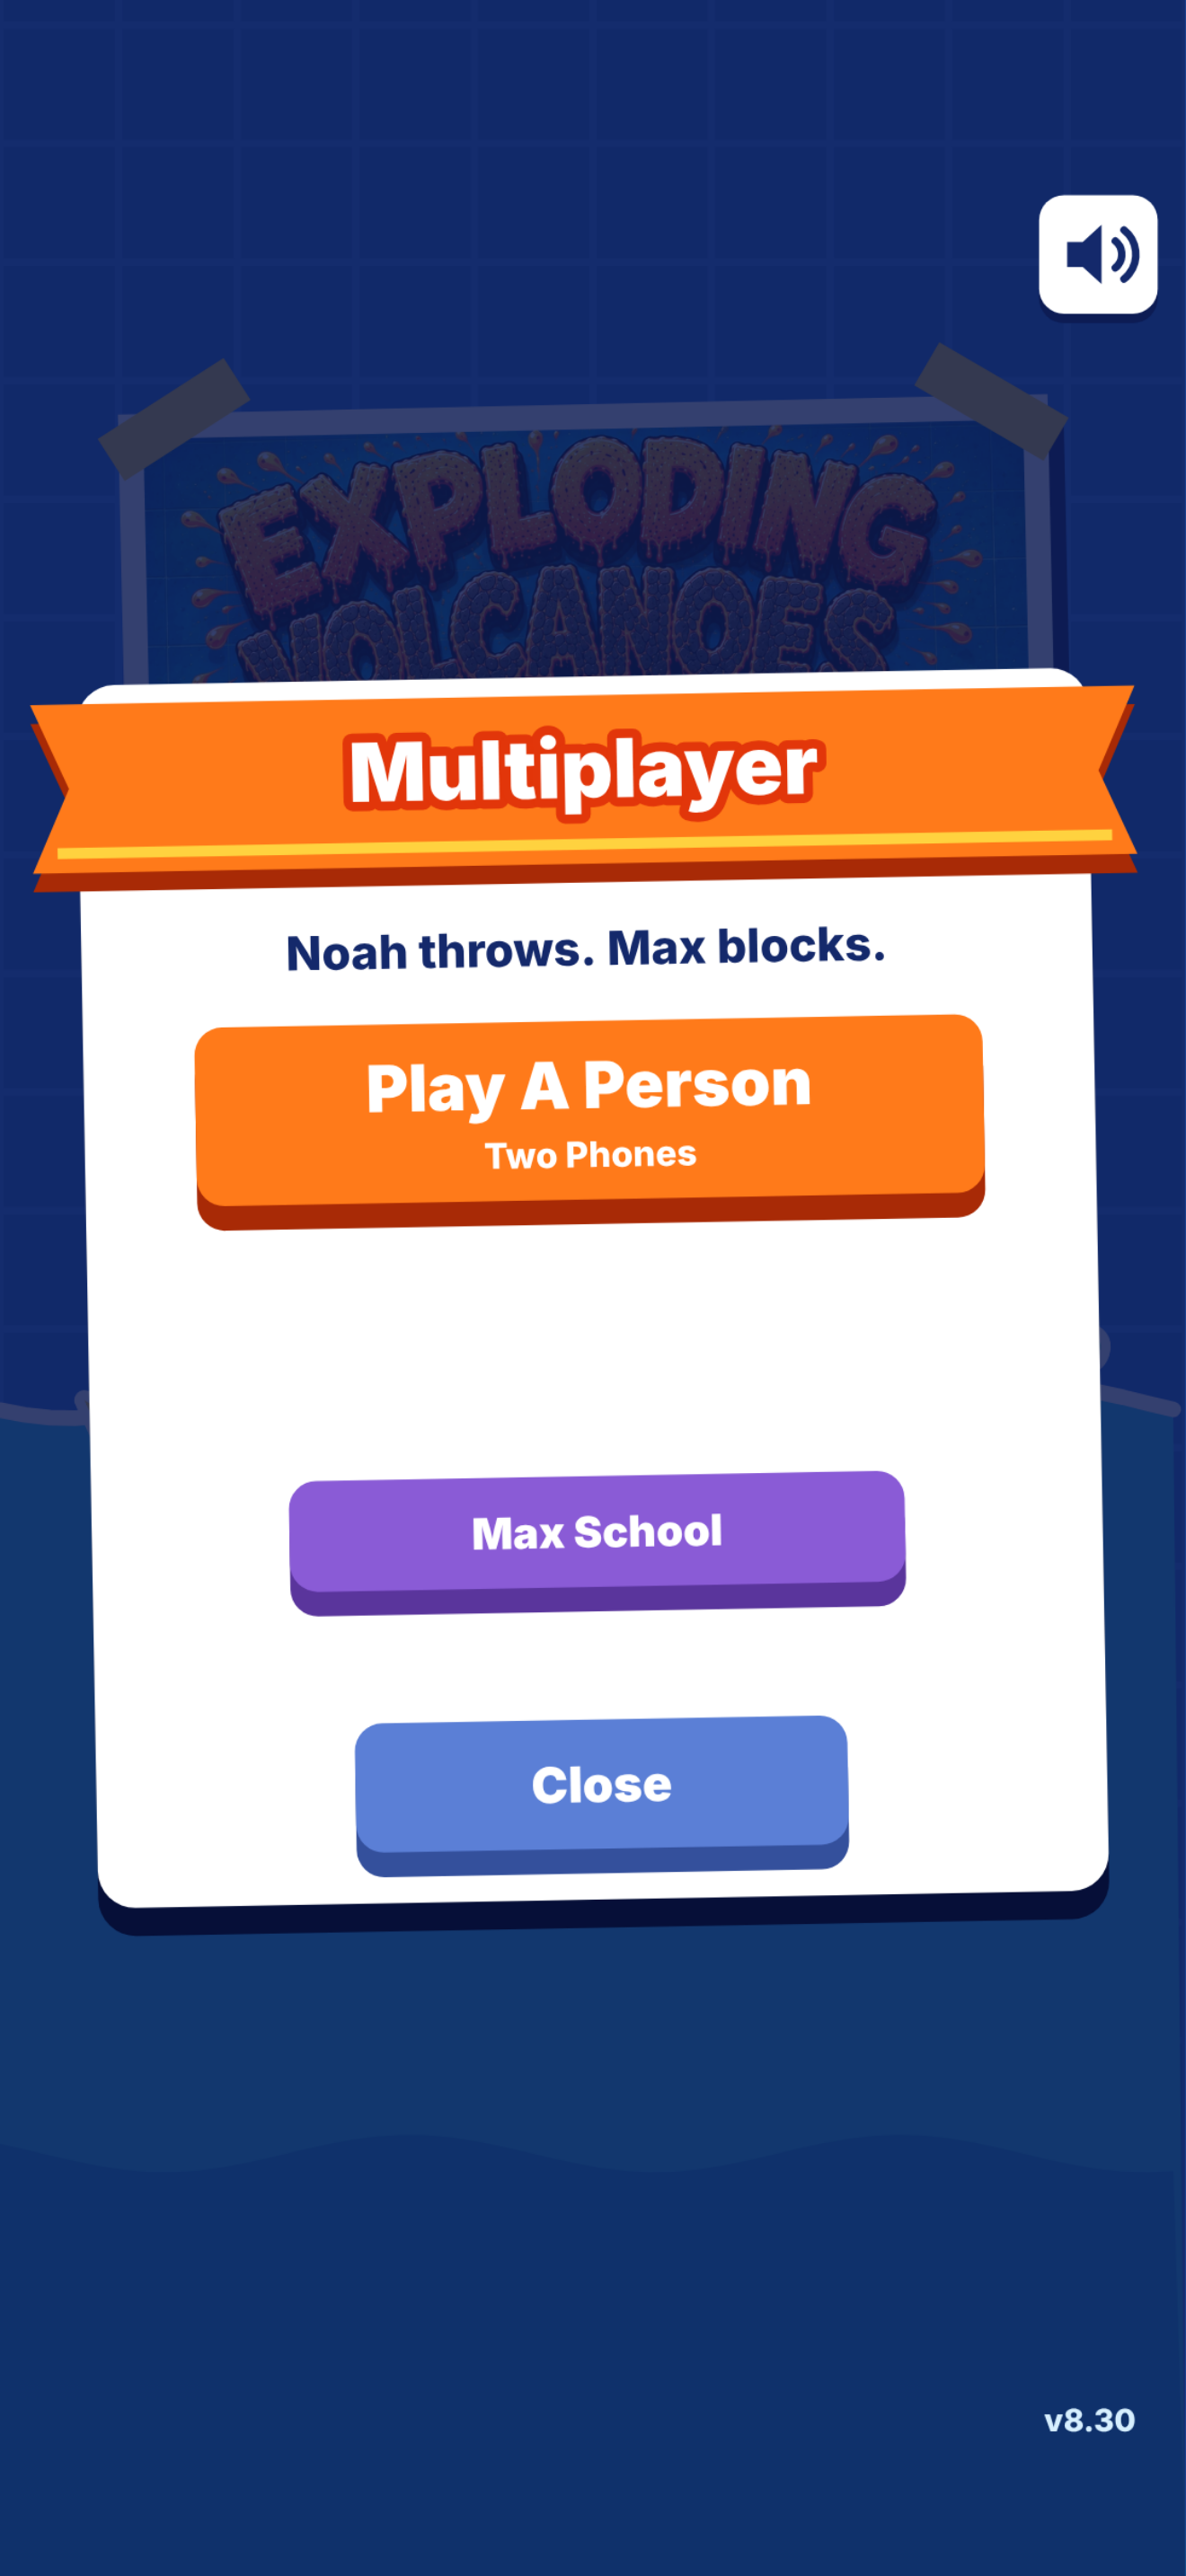 EXPLODING
VOLCANOES
Multiplayer
Noah throws. Max blocks.
Play A Person
Two Phones
Max School
Close
v8.30